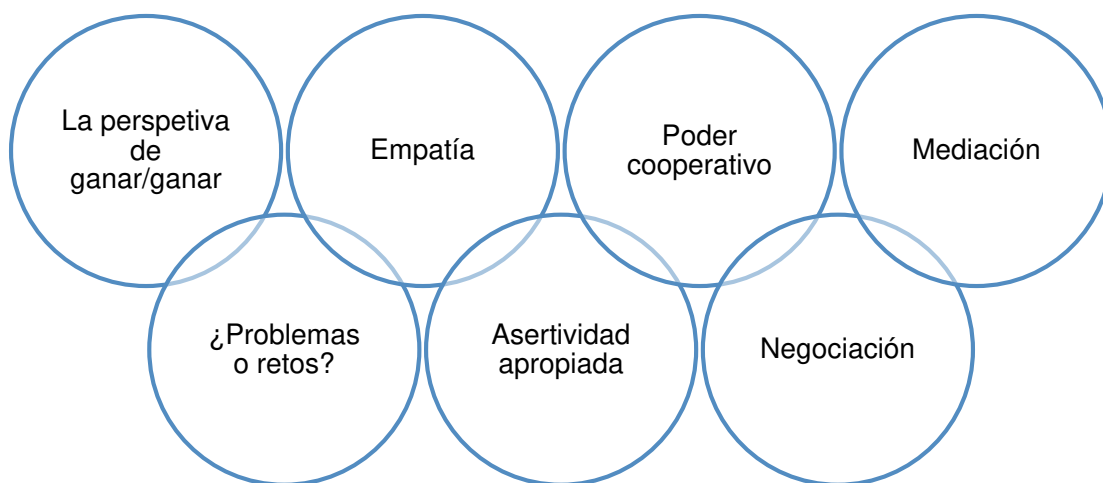 La perspetiva
de
ganar/ganar
Empatía
Poder
cooperativo
Mediación
¿Problemas
o retos?
Asertividad
apropiada
Negociación